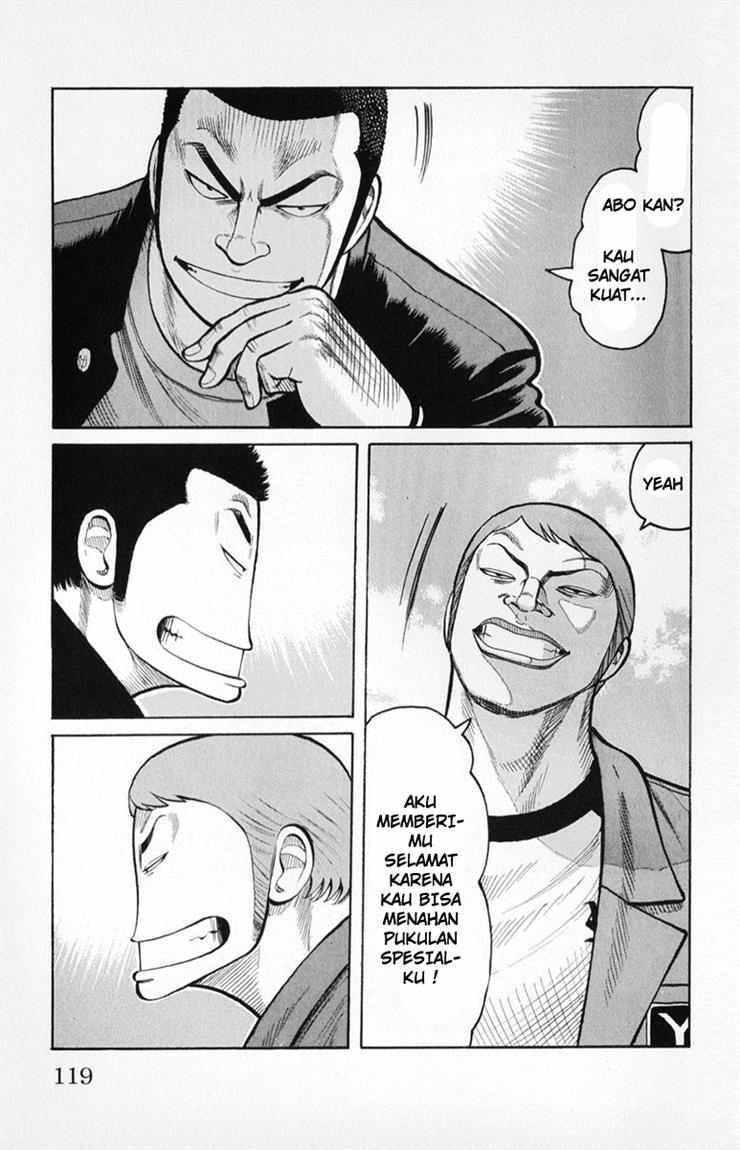 ABO KAN?
KAU
SANGAT
KUAT...
YEAH
AKU
MEMBERI-
MU
SELAMAT
KARENA
KAU BISA
MENAHAN
PUKULAN
SPESIAL-
KU !
Y
119